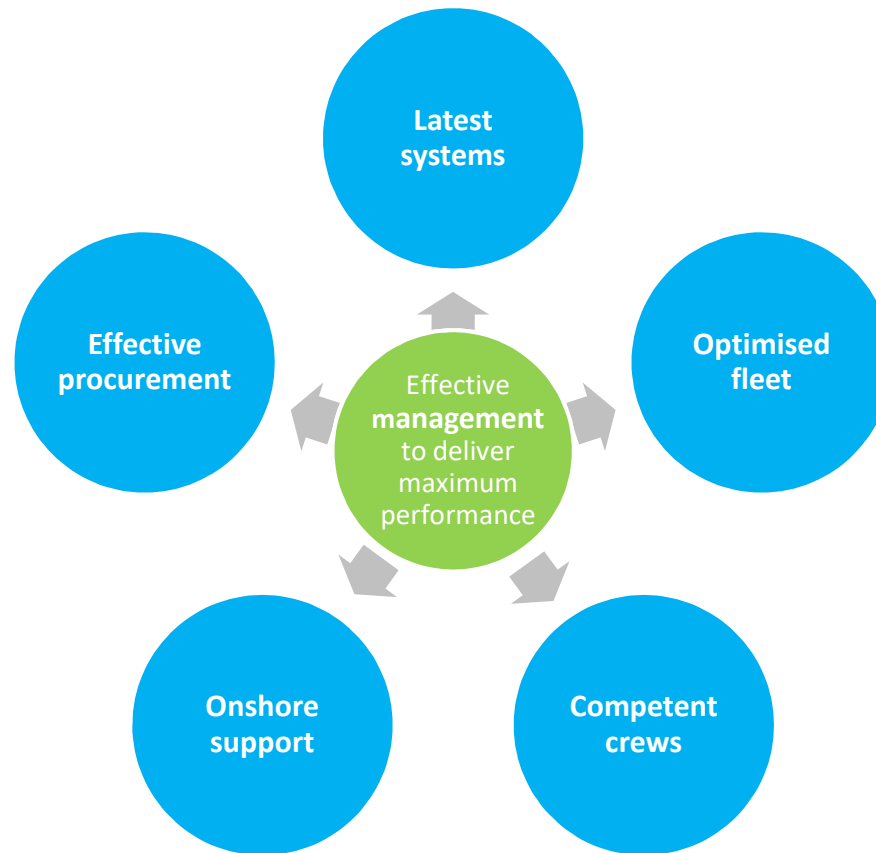 Latest
systems
Effective
procurement
Optimised
fleet
Effective
management
to deliver
maximum
performance
Onshore
support
Competent
crews